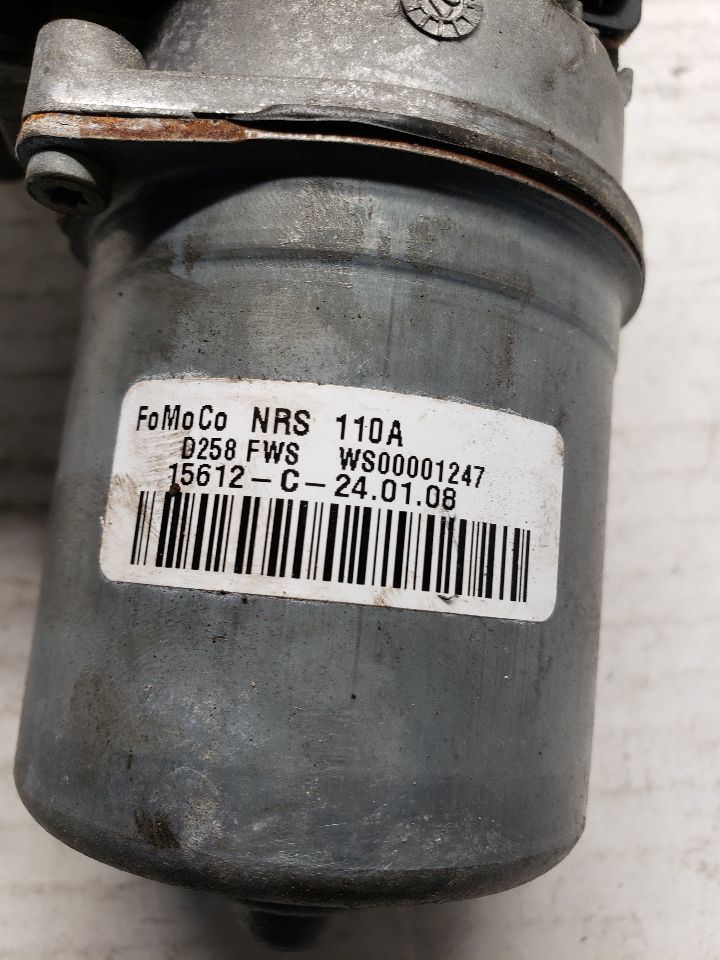 FoMoCo NRS 110A
D258 FWS WS00001247
15612-C-24.01.08